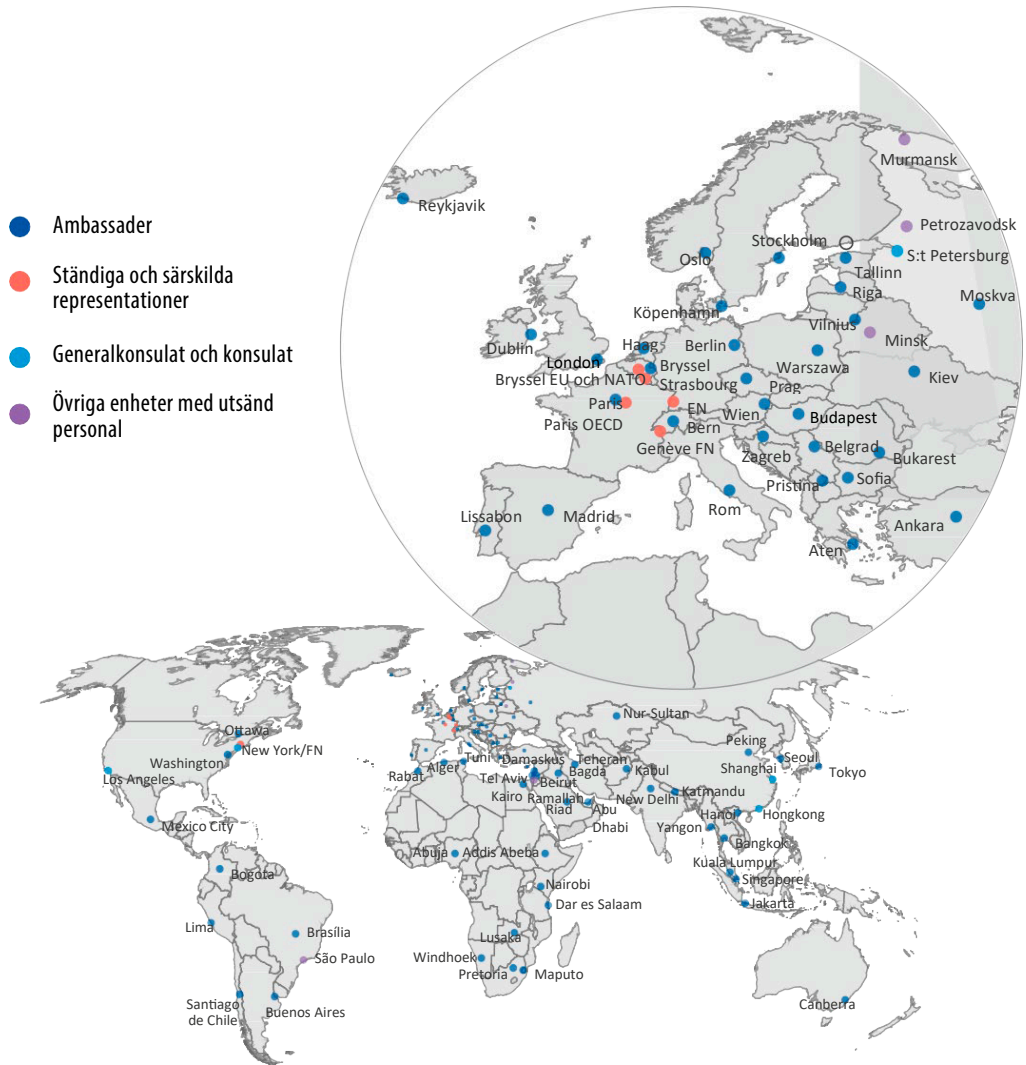 Ambassader
Ständiga och särskilda
representationer
Generalkonsulat och konsulat
Övriga enheter med utsänd
personal
Murmansk
Reykjavik
Petrozavodsk
Stockholm
Oslo
S:t Petersburg
Tallinn
Riga
Moskva
Köpenhamn
Vilnius
Minsk
Dublin
Haag
Berlin
London
Bryssel
Warszawa
Kiev
Bryssel EU och NATO
Strasbourg
Prag
Paris
EN
Wien
Budapest
Paris OECD
Bern
Genève FN
Zagreb
Belgrad
Bukarest
Pristina
Sofia
Rom
Lissabon
Madrid
Ankara
Aten
Nur-Sultan
Ottawa
New York/FN
Washington
Los Angeles
Mexico City
Bogotá
Lima
Brasília
São Paulo
Santiago
de Chile
Buenos Aires
Rabat
Alger
Tunis
Damaskus
Teheran
Tel Aviv
Beirut
Bagdad
Kabul
Kairo
Ramallah
Riad
Abu
Dhabi
New Delhi
Katmandu
Peking
Seoul
Tokyo
Shanghai
Hongkong
Hanoi
Yangon
Bangkok
Kuala Lumpur
Singapore
Jakarta
Abuja
Addis Abeba
Nairobi
Dar es Salaam
Lusaka
Windhoek
Pretoria
Maputo
Canberra